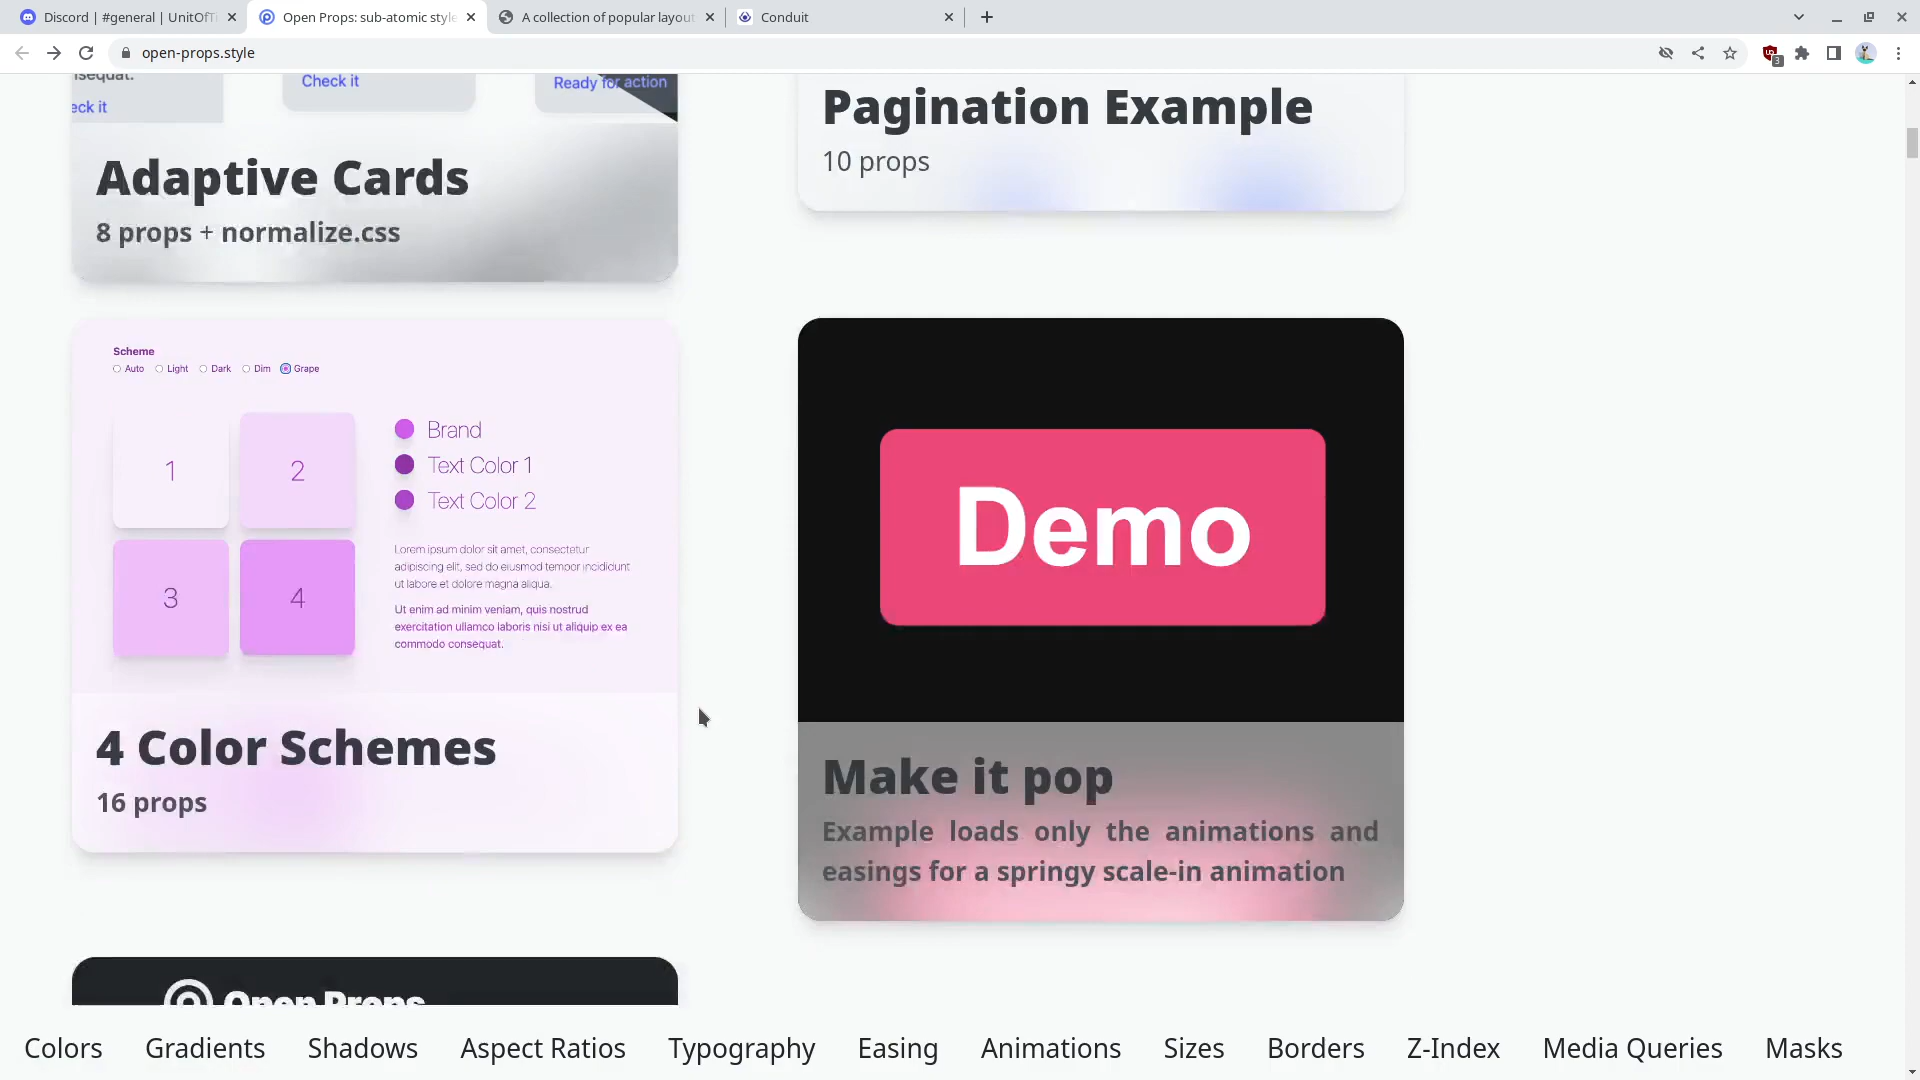 Discord | #general | UnitOfTi
Open Props: sub-atomic style
A collection of popular layout
Conduit
open-props.style
3
nsequat.
eck it
Check it
Ready for action
Adaptive Cards
8 props + normalize.css
Pagination Example
10 props
Scheme
Auto Light Dark Dim Grape
1
2
3
4
Brand
Text Color 1
Text Color 2
Lorem ipsum dolor sit amet, consectetur
adipiscing elit, sed do eiusmod tempor incididunt
ut labore et dolore magna aliqua.
Ut enim ad minim veniam, quis nostrud
exercitation ullamco laboris nisi ut aliquip ex ea
commodo consequat.
4 Color Schemes
16 props
Demo
Make it pop
Example loads only the animations and
easings for a springy scale-in animation
Open Props
Colors Gradients Shadows Aspect Ratios Typography Easing Animations Sizes Borders Z-Index Media Queries Masks